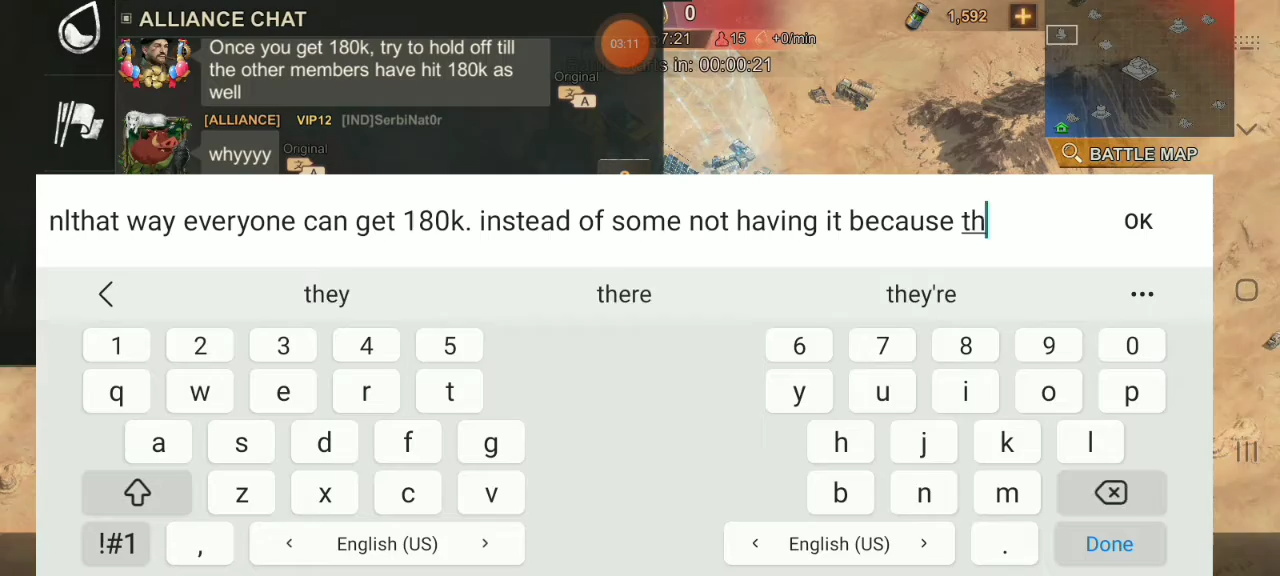 ALLIANCE CHAT
Once you get 180k, try to hold off till
the other members have hit 180k as
well
Original
[ALLIANCE] VIP12 [IND]SerbiNat0r
whyyyy
Original
03:11
0
7:21 15 +0/min
in: 00:00:21
1,592
BATTLE MAP
nlthat way everyone can get 180k. instead of some not having it because th
OK
they there they're
1 2 3 4 5 6 7 8 9 0
q w e r t y u i o p
a s d f g h j k l
z x c v b n m
!#1 , < English (US) > < English (US) > . Done